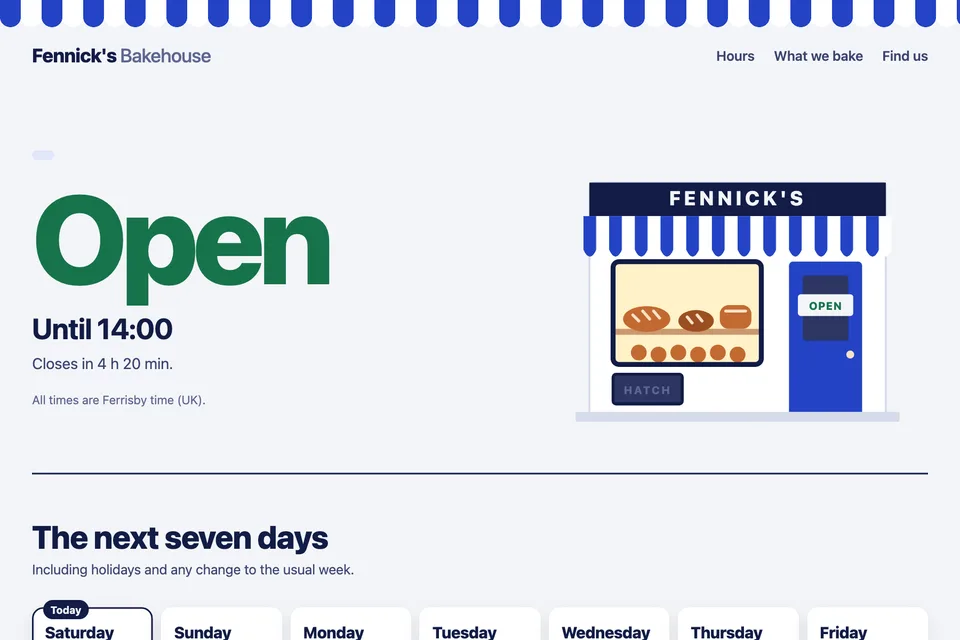 Fennick's Bakehouse
Hours What we bake Find us
Open
Until 14:00
Closes in 4 h 20 min.
All times are Ferrisby time (UK).
FENNICK'S
OPEN
HATCH
The next seven days
Including holidays and any change to the usual week.
Today
Saturday Sunday Monday Tuesday Wednesday Thursday Friday